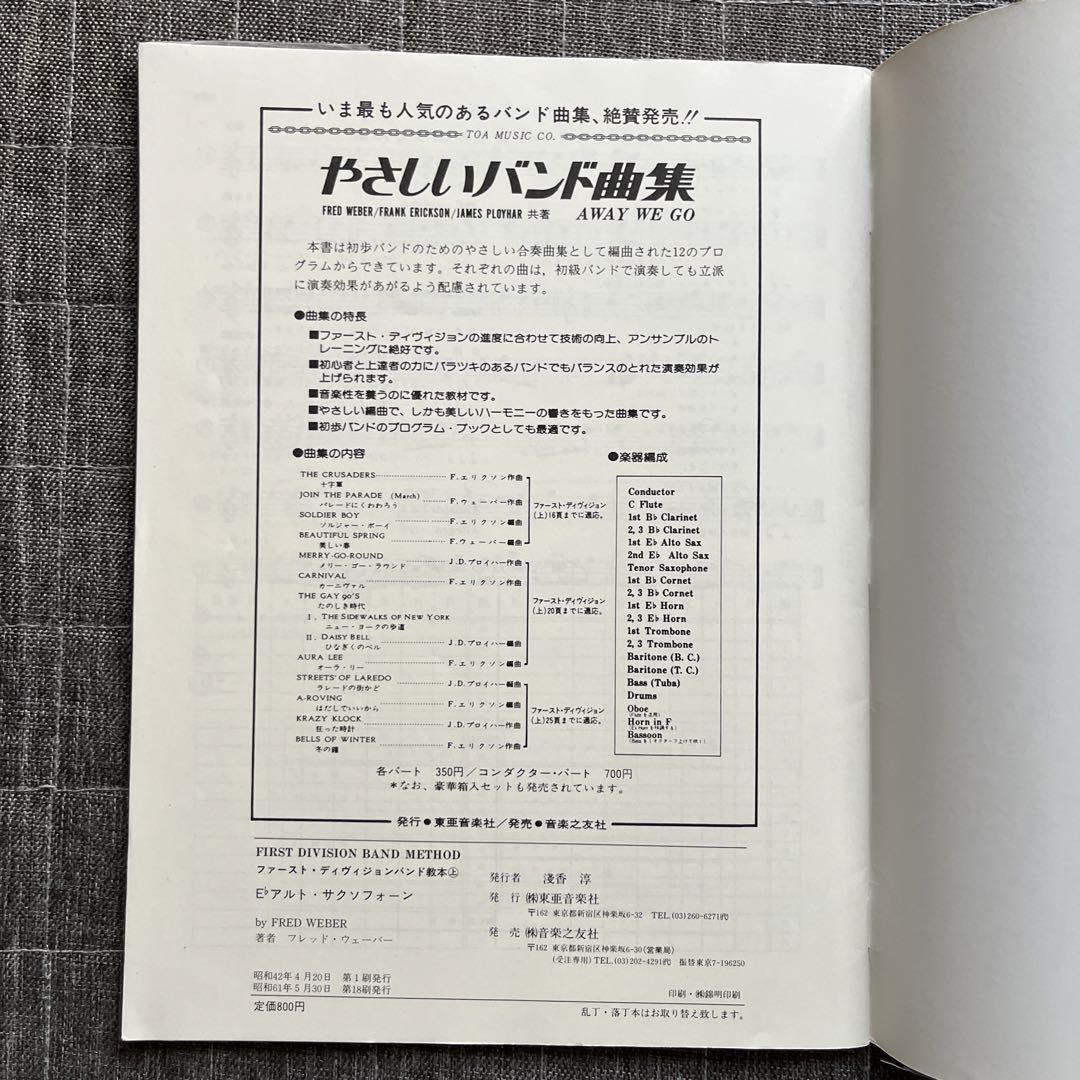 いま最も人気のあるバンド曲集、絶賛発売!!
TOA MUSIC CO.
やさしいバンド曲集
FRED WEBER/FRANK ERICKSON/JAMES PLOYHAR 共著 AWAY WE GO
本書は初歩バンドのためのやさしい合奏曲集として編曲された12のプロ
グラムからできています。それぞれの曲は、初級バンドで演奏しても立派
に演奏効果があがるよう配慮されています。
●曲集の特長
■ファースト・ディヴィジョンの進度に合わせて技術の向上、アンサンブルのト
レーニングに絶好です。
■初心者と上達者の力にバラツキのあるバンドでもバランスのとれた演奏効果が
上げられます。
■音楽性を養うのに優れた教材です。
■やさしい編曲で、しかも美しいハーモニーの響きをもった曲集です。
■初歩バンドのプログラム・ブックとしても最適です。
●曲集の内容
THE CRUSADERS F.エリクソン作曲
十字軍
JOIN THE PARADE (March) F.ウェーバー作曲
パレードにくわわろう
SOLDIER BOY F.エリクソン編曲
ソルジャー・ボーイ
BEAUTIFUL SPRING F.ウェーバー編曲
美しい春
ファースト・ディヴィジョン
(上)16頁までに適応。
MERRY-GO-ROUND J.D.プロイハー作曲
メリー・ゴー・ラウンド
CARNIVAL F.エリクソン作曲
カーニヴァル
THE GAY 90'S
たのしき時代
I. THE SIDEWALKS OF NEW YORK
ニュー・ヨークの歩道
II. DAISY BELL J.D.プロイハー編曲
ひなぎくのベル
AURA LEE F.エリクソン編曲
オーラ・リー
ファースト・ディヴィジョン
(上)20頁までに適応。
STREETS' OF LAREDO J.D.プロイハー編曲
ラレードの街かど
A-ROVING F.エリクソン編曲
はだしでいいから
KRAZY KLOCK J.D.プロイハー作曲
狂った時計
BELLS OF WINTER F.エリクソン作曲
冬の鐘
ファースト・ディヴィジョン
(上)25頁までに適応。
●楽器編成
Conductor
C Flute
1st B♭ Clarinet
2, 3 B♭ Clarinet
1st E♭ Alto Sax
2nd E♭ Alto Sax
Tenor Saxophone
1st B♭ Cornet
2, 3 B♭ Cornet
1st E♭ Horn
2, 3 E♭ Horn
1st Trombone
2, 3 Trombone
Baritone (B. C.)
Baritone (T. C.)
Bass (Tuba)
Drums
Oboe
Horn in F
Bassoon
各パート 350円/コンダクター・パート 700円
*なお、豪華箱入セットも発売されています。
発行●東亜音楽社/発売●音楽之友社
FIRST DIVISION BAND METHOD
ファースト・ディヴィジョンバンド教本㊤
E♭アルト・サクソフォーン
by FRED WEBER
著者 フレッド・ウェーバー
昭和42年4月20日 第1刷発行
昭和61年5月30日 第18刷発行
定価800円
発行者 淺香 淳
発行 ㈱東亜音楽社
〒162 東京都新宿区神楽坂6-32 TEL.(03)260-6271㈹
発売 ㈱音楽之友社
〒162 東京都新宿区神楽坂6-30(営業局)
(受注専用)TEL.(03)202-4291㈹ 振替東京7-196250
印刷・㈱錦明印刷
乱丁・落丁本はお取り替え致します。